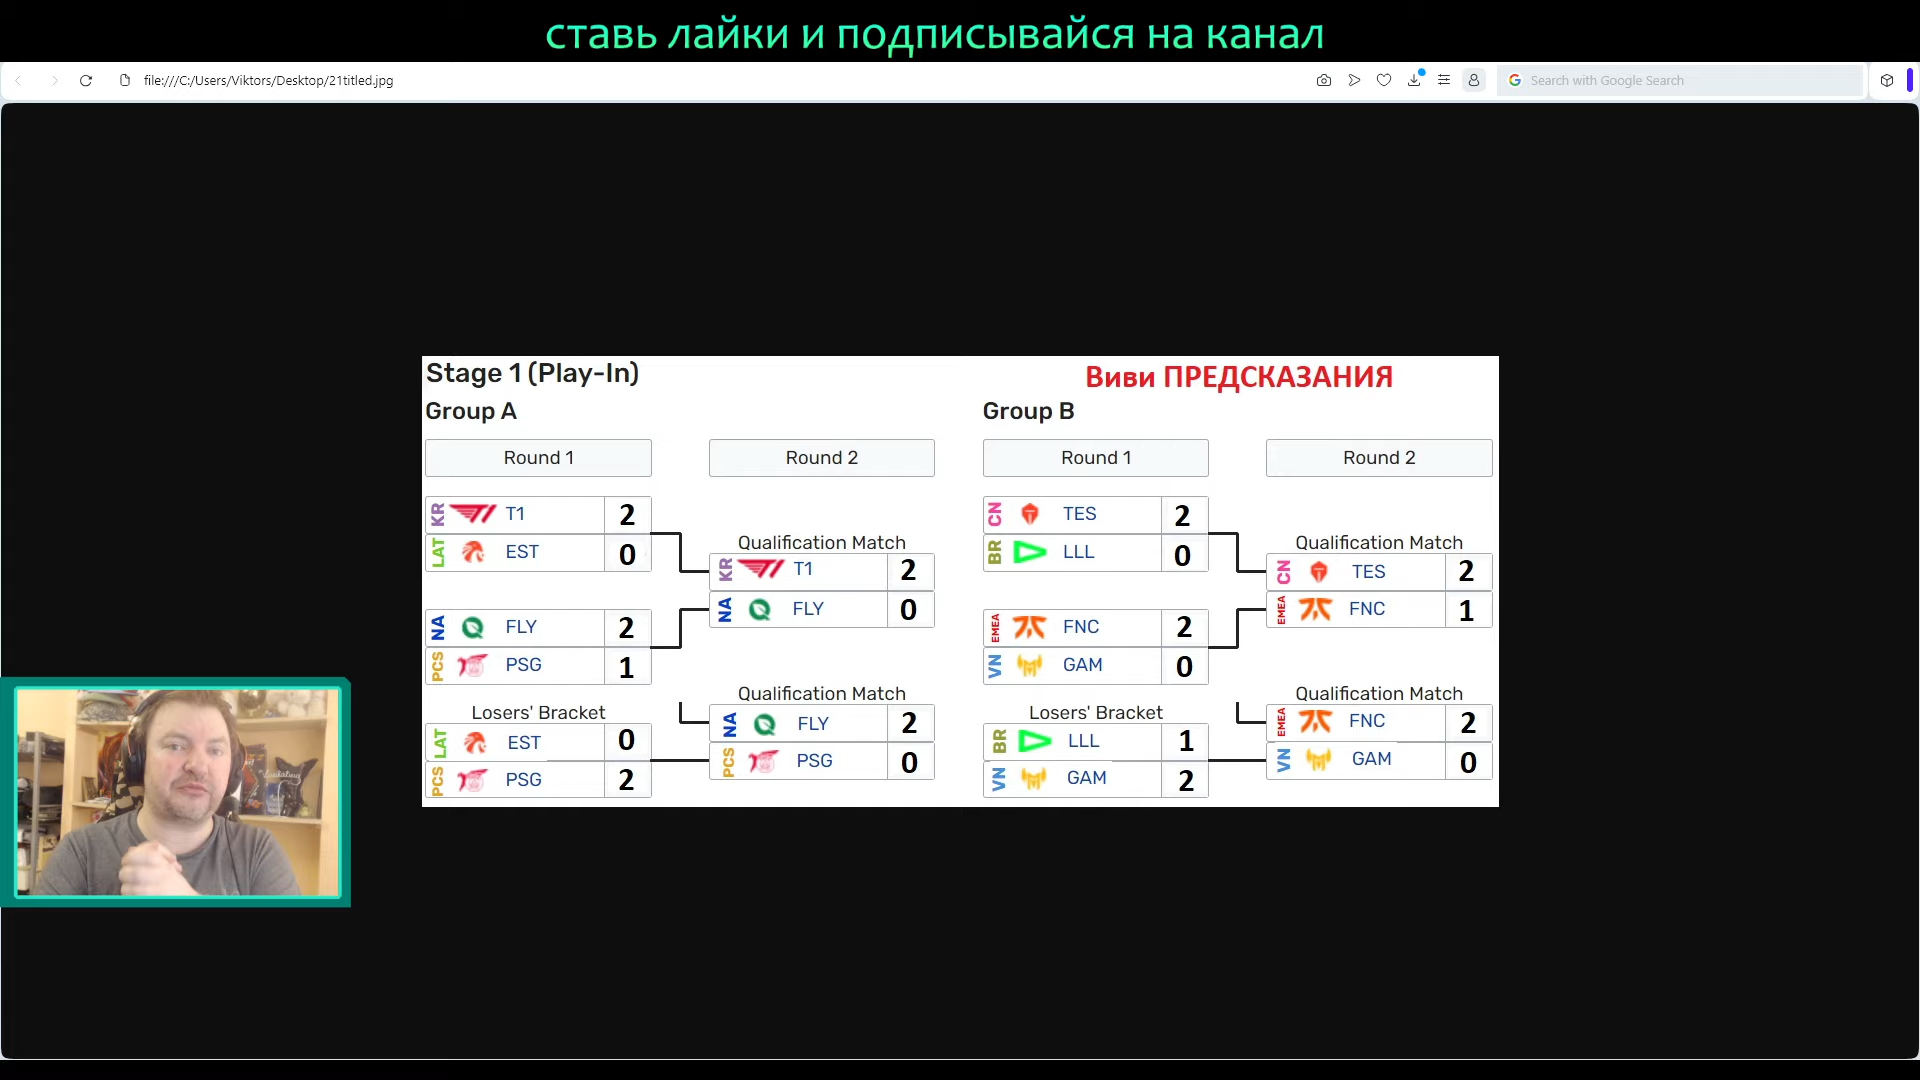 ставь лайки и подписывайся на канал
file:///C:/Users/Viktors/Desktop/21titled.jpg
Search with Google Search
Stage 1 (Play-In)
Виви ПРЕДСКАЗАНИЯ
Group A
Round 1
Round 2
KR T1 2
LAT EST 0
NA FLY 2
PCS PSG 1
Losers' Bracket
LAT EST 0
PCS PSG 2
Qualification Match
KR T1 2
NA FLY 0
Qualification Match
NA FLY 2
PCS PSG 0
Group B
Round 1
Round 2
CN TES 2
BR LLL 0
EMEA FNC 2
VN GAM 0
Losers' Bracket
BR LLL 1
VN GAM 2
Qualification Match
CN TES 2
EMEA FNC 1
Qualification Match
EMEA FNC 2
VN GAM 0